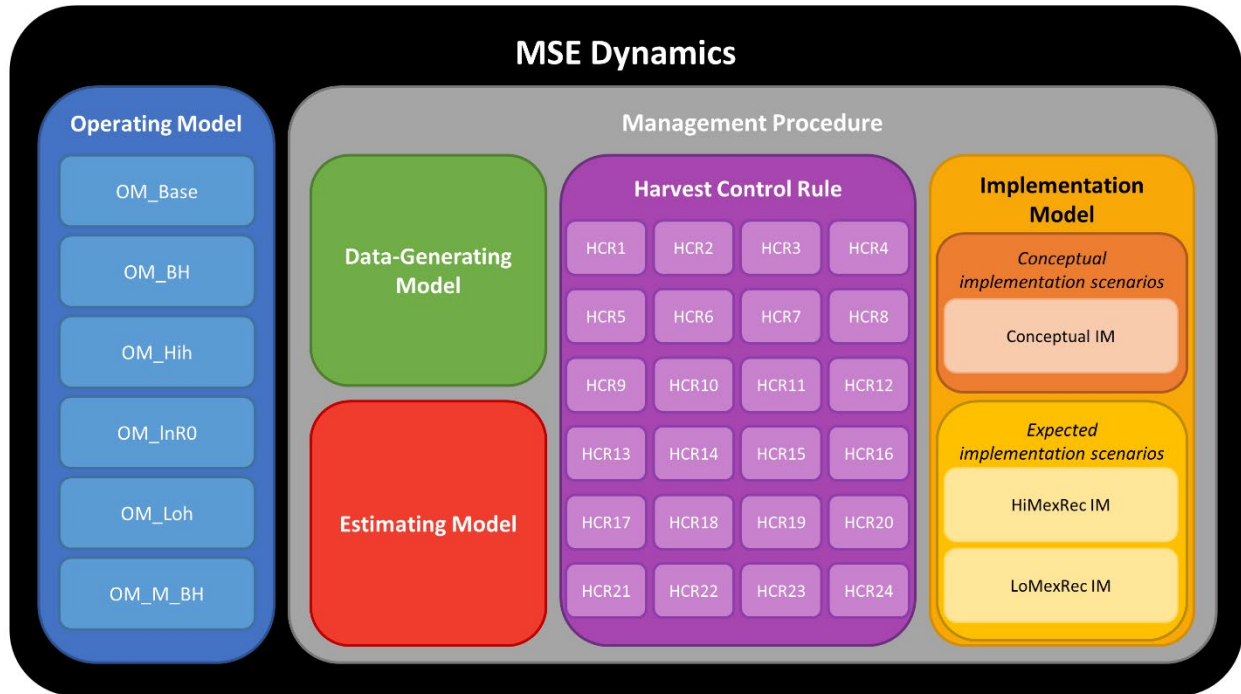 MSE Dynamics
Operating Model
OM_Base
OM_BH
OM_Hih
OM_lnR0
OM_Loh
OM_M_BH
Management Procedure
Data-Generating
Model
Estimating Model
Harvest Control Rule
HCR1 HCR2 HCR3 HCR4
HCR5 HCR6 HCR7 HCR8
HCR9 HCR10 HCR11 HCR12
HCR13 HCR14 HCR15 HCR16
HCR17 HCR18 HCR19 HCR20
HCR21 HCR22 HCR23 HCR24
Implementation
Model
Conceptual
implementation scenarios
Conceptual IM
Expected
implementation scenarios
HiMexRec IM
LoMexRec IM